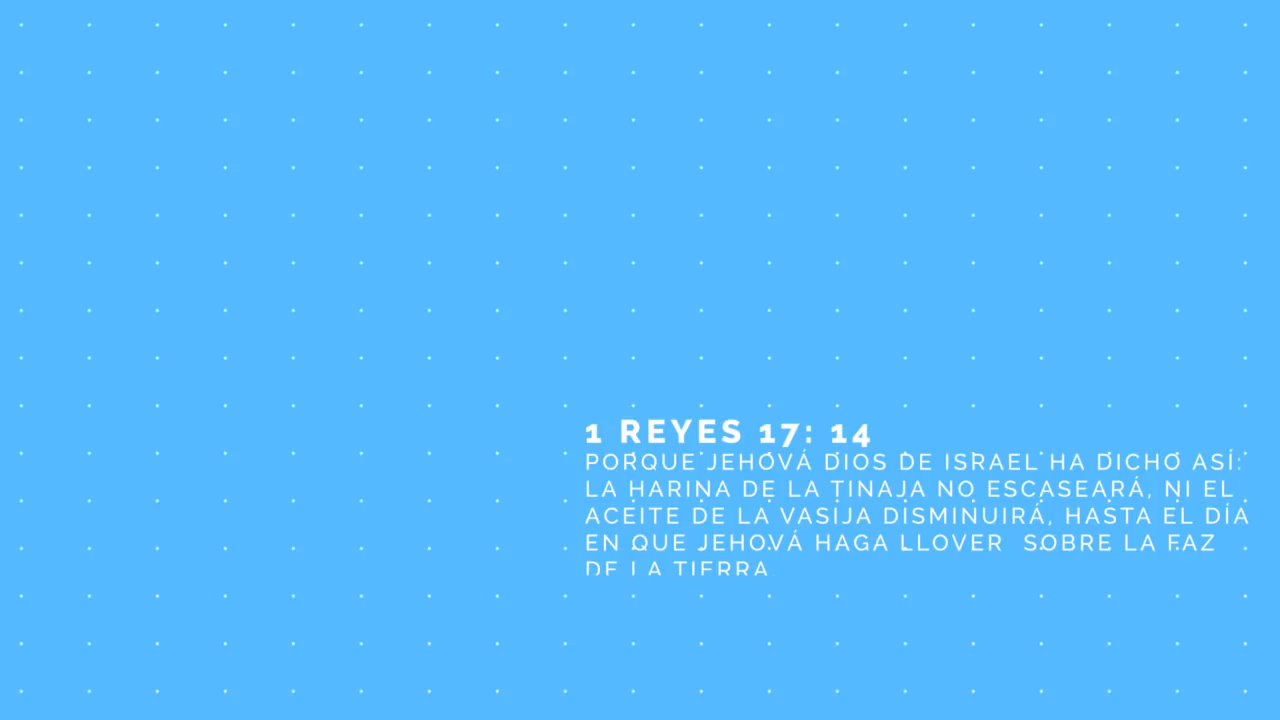 1 REYES 17: 14
PORQUE JEHOVÁ DIOS DE ISRAEL HA DICHO ASÍ:
LA HARINA DE LA TINAJA NO ESCASEARÁ, NI EL
ACEITE DE LA VASIJA DISMINUIRÁ, HASTA EL DÍA
EN QUE JEHOVÁ HAGA LLOVER  SOBRE LA FAZ
DE LA TIERRA